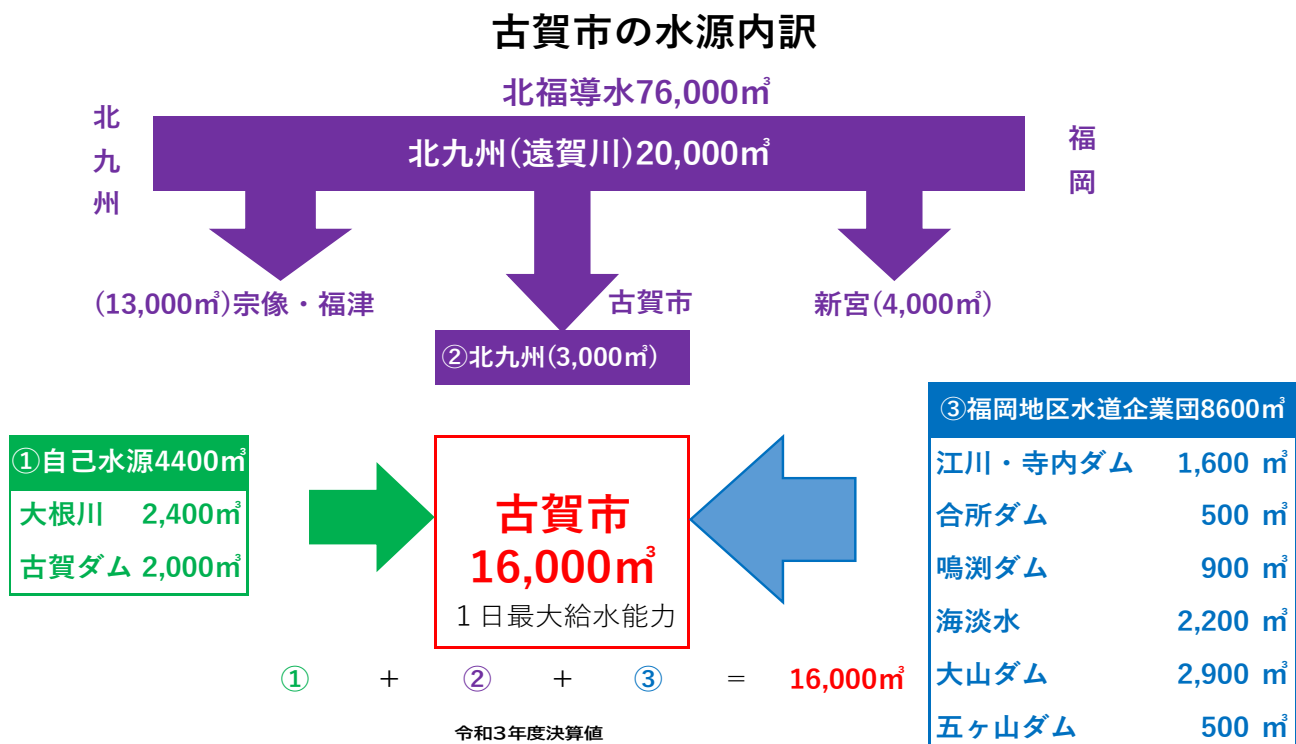 古賀市の水源内訳
北福導水76,000㎥
北九州
北九州(遠賀川)20,000㎥
福岡
(13,000㎥)宗像・福津
古賀市
新宮(4,000㎥)
②北九州(3,000㎥)
①自己水源4400㎥
大根川 2,400㎥
古賀ダム 2,000㎥
古賀市
16,000㎥
1日最大給水能力
③福岡地区水道企業団8600㎥
江川・寺内ダム 1,600 ㎥
合所ダム 500 ㎥
鳴渕ダム 900 ㎥
海淡水 2,200 ㎥
大山ダム 2,900 ㎥
五ヶ山ダム 500 ㎥
① + ② + ③ = 16,000㎥
令和3年度決算値